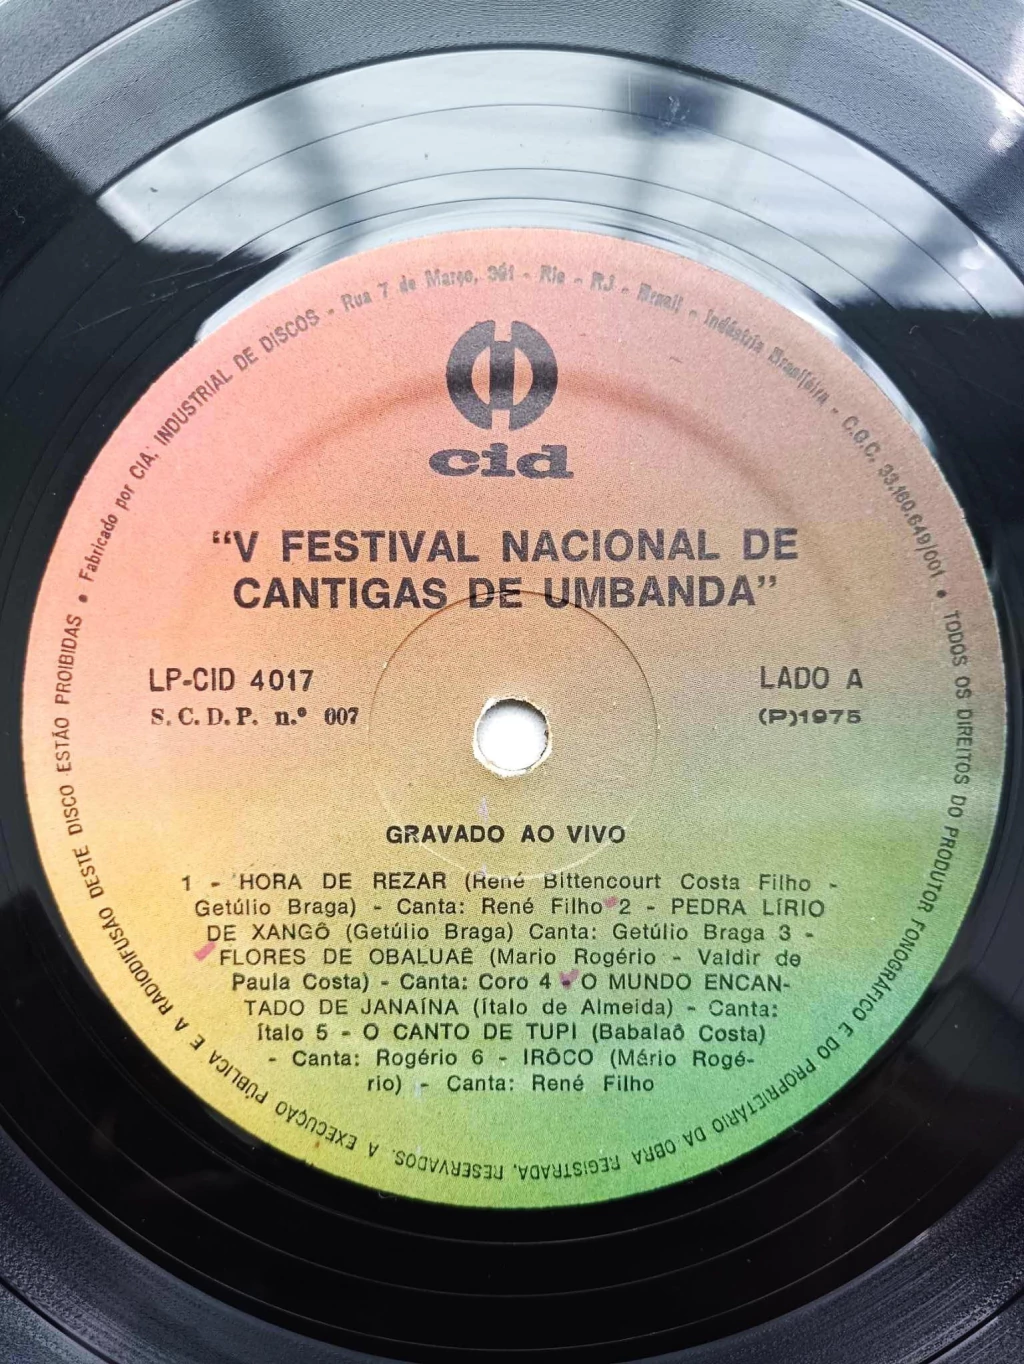 Fabricado por CIA. INDUSTRIAL DE DISCOS - Rua 7 de Março, 301 - Rio - RJ - Brasil - Indústria Brasileira - C.G.C. 33.160.649/001 •
TODOS OS DIREITOS DO PRODUTOR FONOGRÁFICO E DO PROPRIETÁRIO DA OBRA REGISTRADA, RESERVADOS. A EXECUÇÃO PÚBLICA E A RADIODIFUSÃO DESTE DISCO ESTÃO PROIBIDAS •
cid
"V FESTIVAL NACIONAL DE
CANTIGAS DE UMBANDA"
LP-CID 4017
LADO A
S. C. D. P. n.º 007
(P)1975
GRAVADO AO VIVO
1 - HORA DE REZAR (René Bittencourt Costa Filho -
Getúlio Braga) - Canta: René Filho 2 - PEDRA LÍRIO
DE XANGÔ (Getúlio Braga) Canta: Getúlio Braga 3 -
FLORES DE OBALUAÊ (Mario Rogério - Valdir de
Paula Costa) - Canta: Coro 4 - O MUNDO ENCAN-
TADO DE JANAÍNA (Ítalo de Almeida) - Canta:
Ítalo 5 - O CANTO DE TUPI (Babalaô Costa)
- Canta: Rogério 6 - IRÔCO (Mário Rogé-
rio) - Canta: René Filho